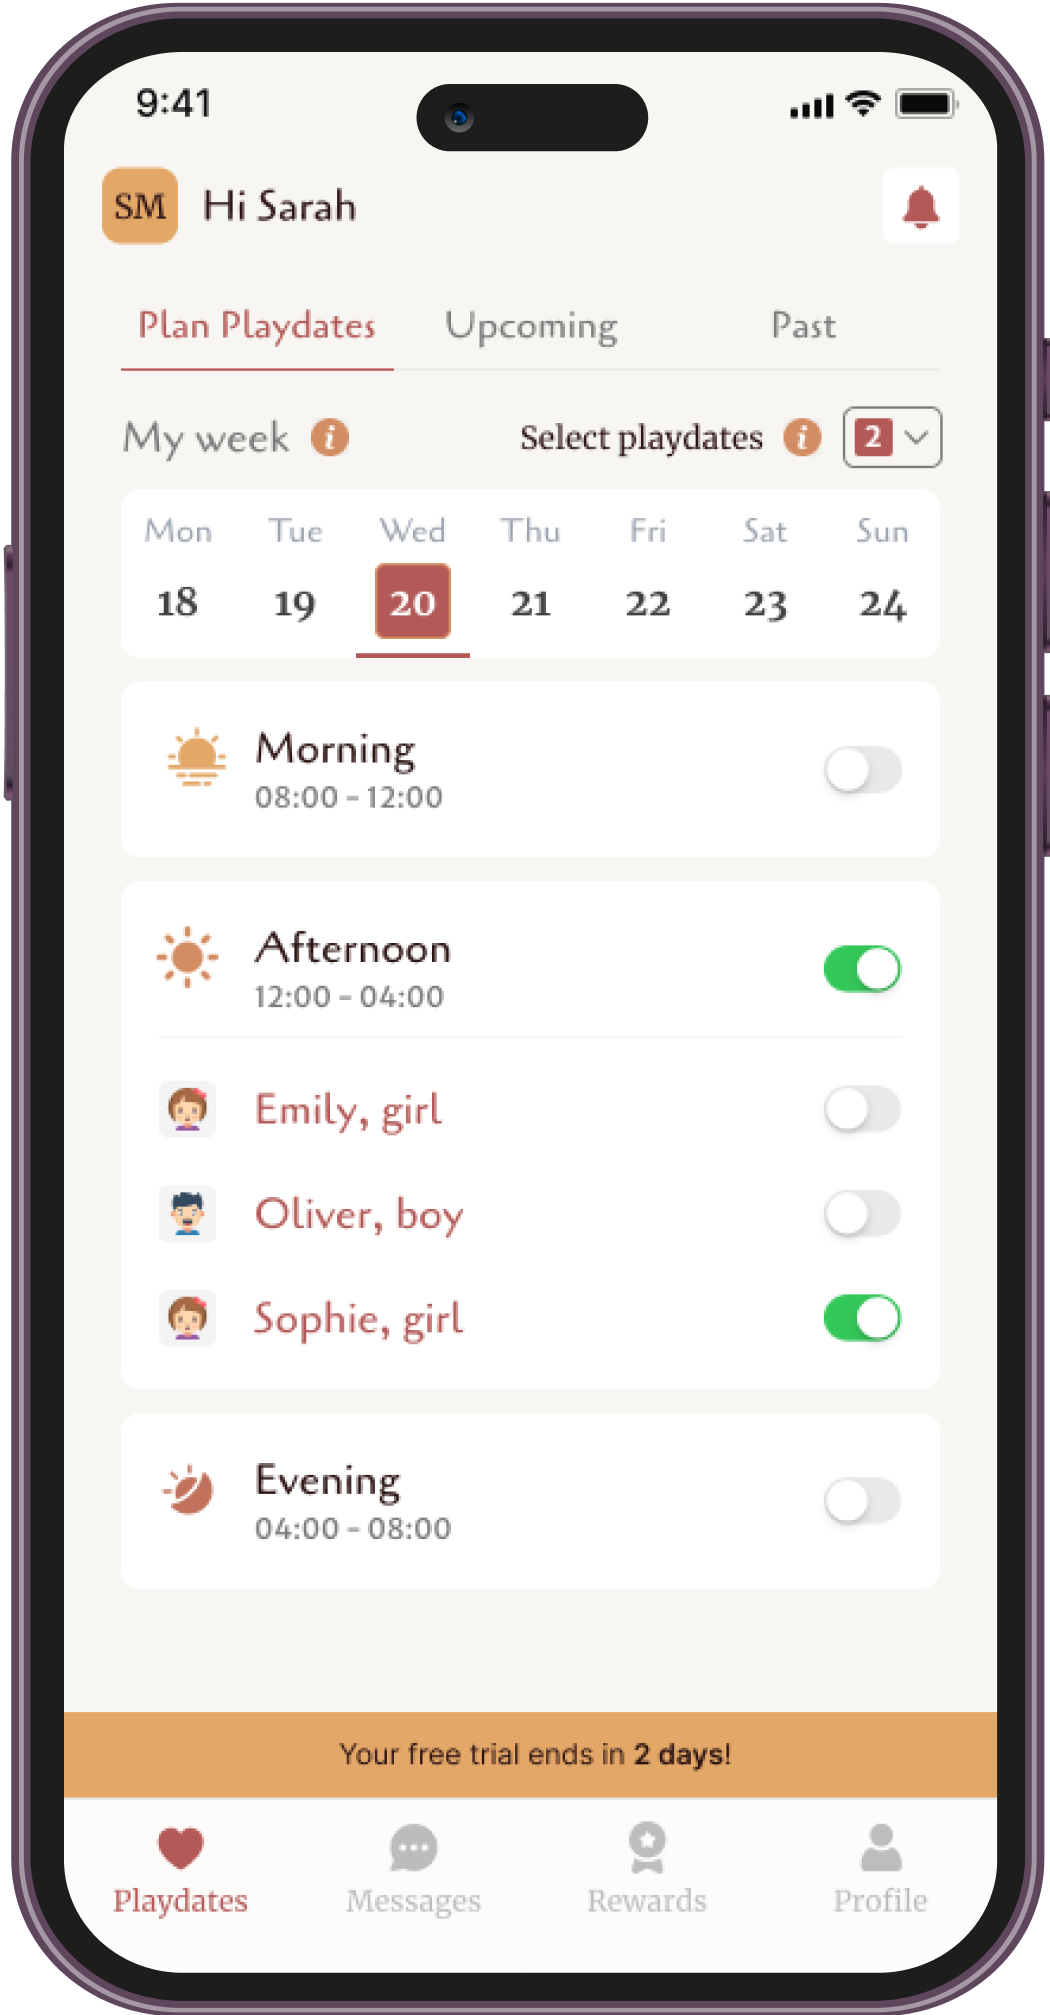 9:41
SM Hi Sarah
Plan Playdates Upcoming Past
My week i Select playdates i 2
Mon Tue Wed Thu Fri Sat Sun
18 19 20 21 22 23 24
Morning
08:00 - 12:00
Afternoon
12:00 - 04:00
Emily, girl
Oliver, boy
Sophie, girl
Evening
04:00 - 08:00
Your free trial ends in 2 days!
Playdates Messages Rewards Profile